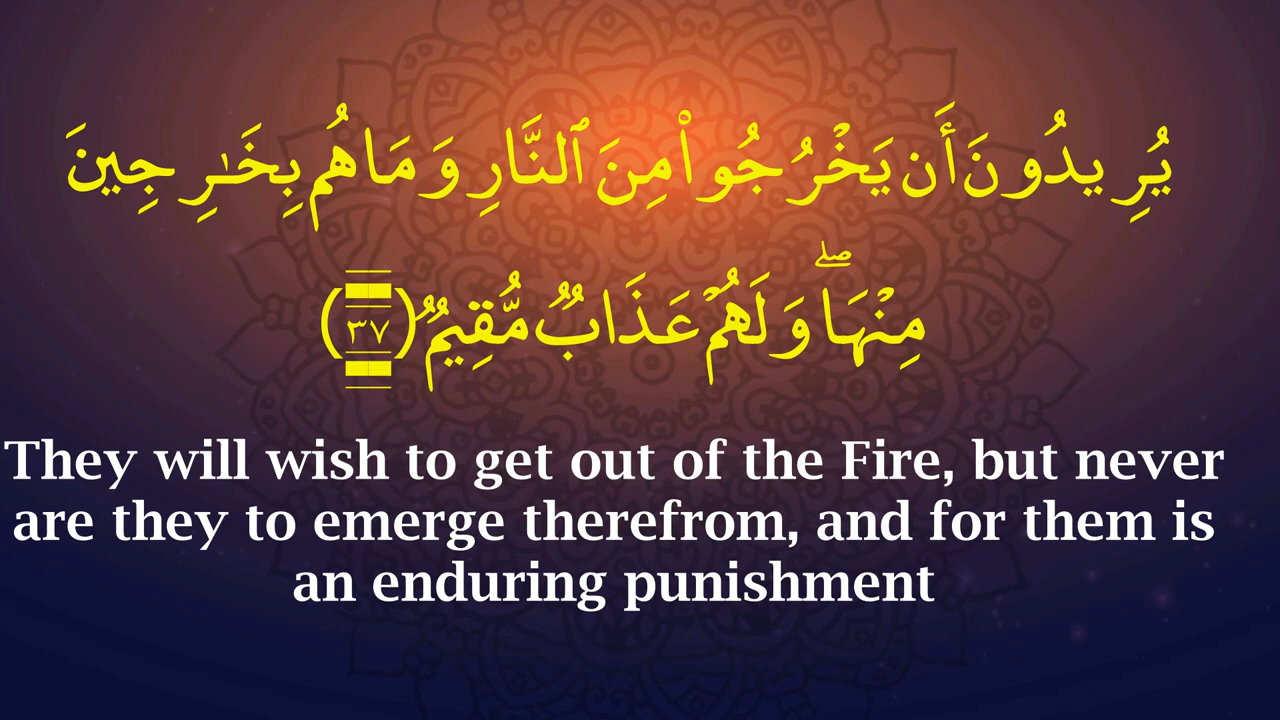 يُرِيدُونَ أَن يَخْرُجُوا۟ مِنَ ٱلنَّارِ وَمَا هُم بِخَـٰرِجِينَ
مِنْهَا ۖ وَلَهُمْ عَذَابٌ مُّقِيمٌ (٣٧)
They will wish to get out of the Fire, but never
are they to emerge therefrom, and for them is
an enduring punishment